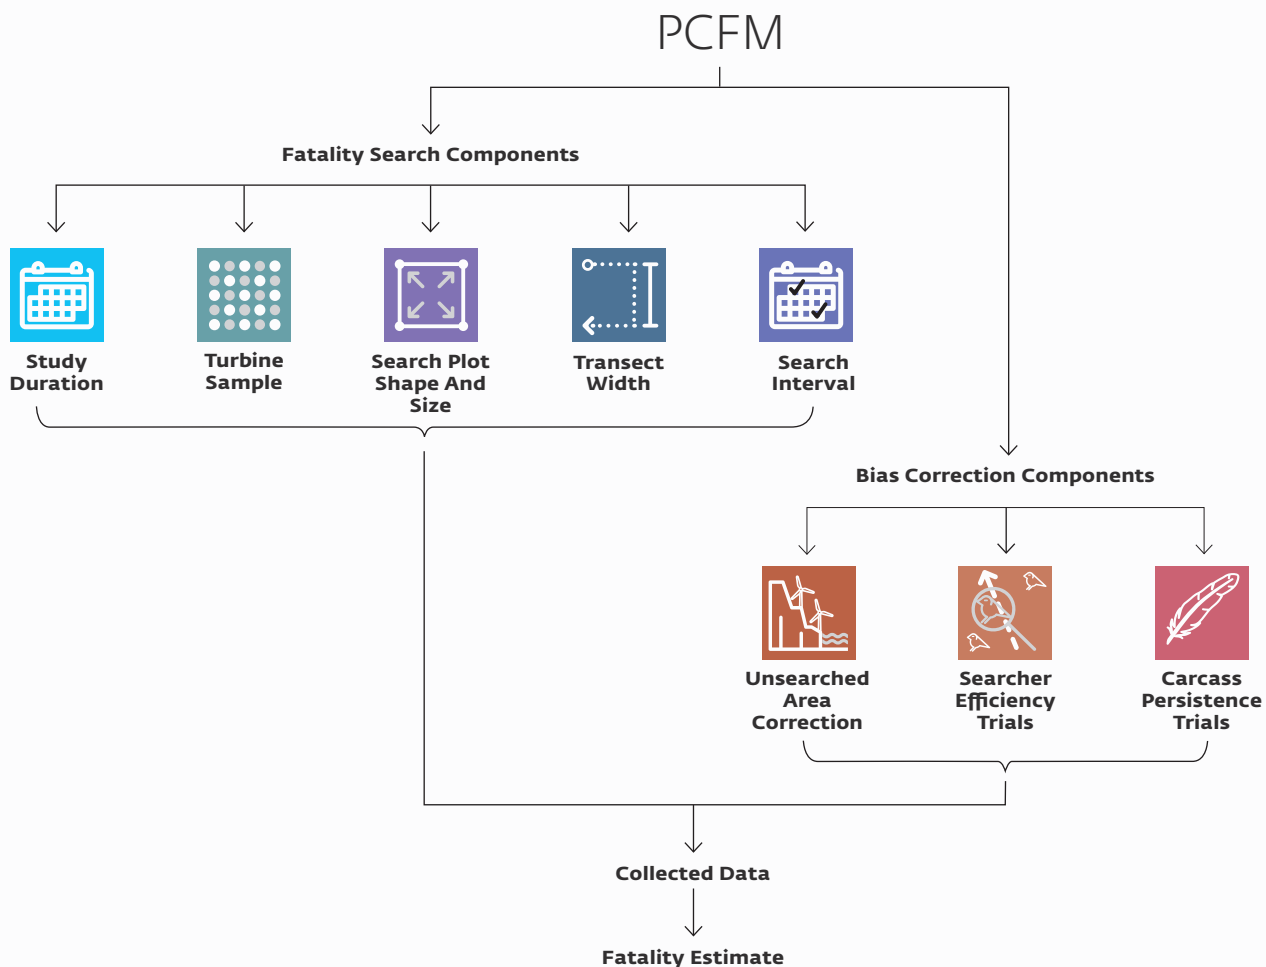 PCFM
Fatality Search Components
Study
Duration
Turbine
Sample
Search Plot
Shape And
Size
Transect
Width
Search
Interval
Bias Correction Components
Unsearched
Area
Correction
Searcher
Efficiency
Trials
Carcass
Persistence
Trials
Collected Data
Fatality Estimate